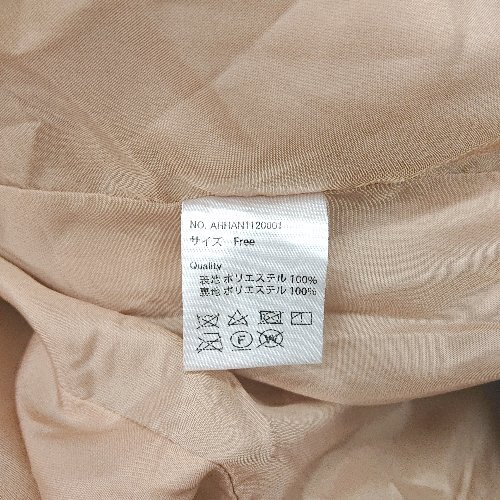 NO. ARHAN1120801
サイズ Free
Quality
表地 ポリエステル 100%
裏地 ポリエステル 100%
F W